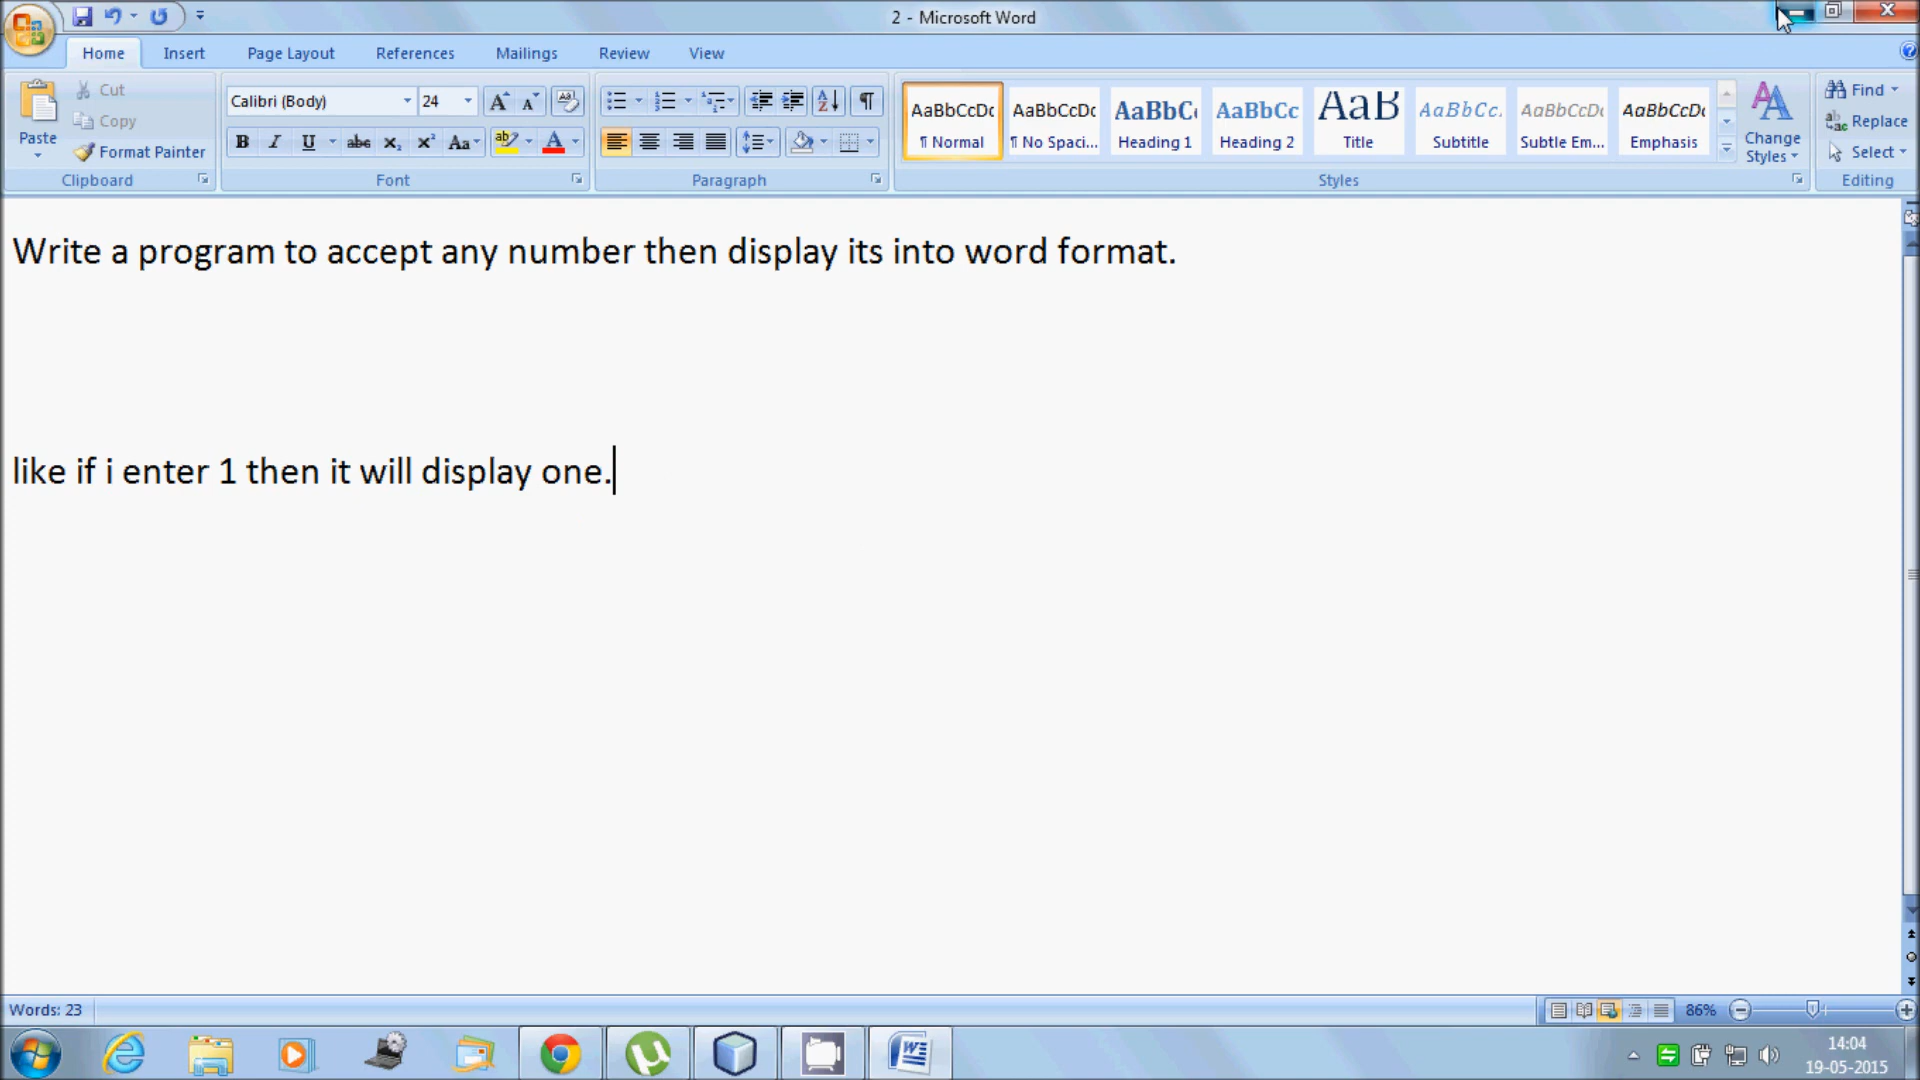 2 - Microsoft Word
Home Insert Page Layout References Mailings Review View
Paste
Cut
Copy
Format Painter
Clipboard
Calibri (Body) 24
Font
Paragraph
AaBbCcDc AaBbCcDc AaBbC AaBbCc AaB AaBbCc. AaBbCcDc AaBbCcDc
¶ Normal ¶ No Spaci... Heading 1 Heading 2 Title Subtitle Subtle Em... Emphasis
Change
Styles
Styles
Find
Replace
Select
Editing
Write a program to accept any number then display its into word format.
like if i enter 1 then it will display one.
Words: 23
86%
14:04
19-05-2015